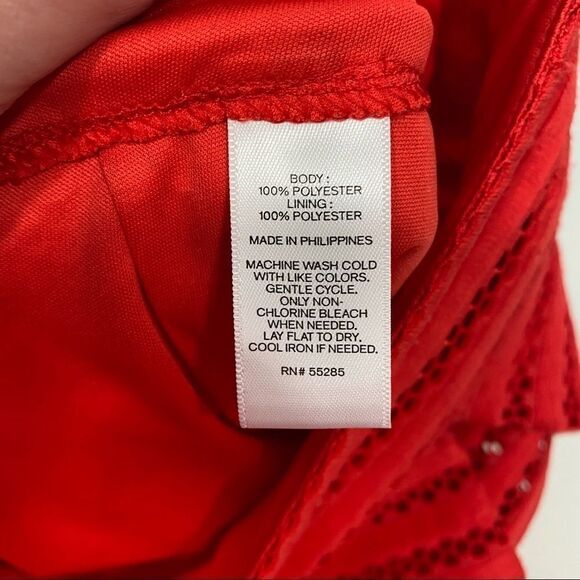 BODY :
100% POLYESTER
LINING :
100% POLYESTER
MADE IN PHILIPPINES
MACHINE WASH COLD
WITH LIKE COLORS.
GENTLE CYCLE.
ONLY NON-
CHLORINE BLEACH
WHEN NEEDED.
LAY FLAT TO DRY.
COOL IRON IF NEEDED.
RN# 55285